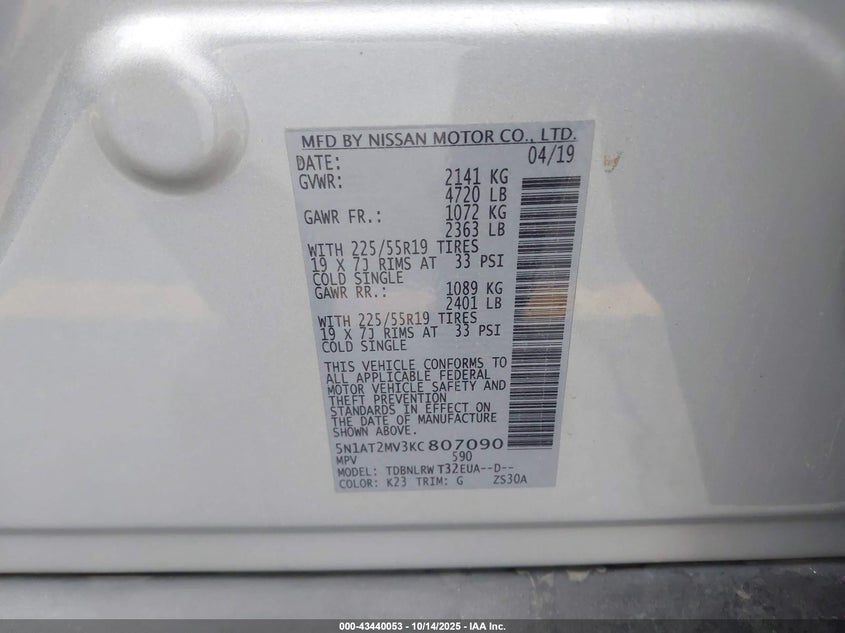 MFD BY NISSAN MOTOR CO., LTD.
DATE: 04/19
GVWR: 2141 KG
4720 LB
GAWR FR.: 1072 KG
2363 LB
WITH 225/55R19 TIRES
19 X 7J RIMS AT 33 PSI
COLD SINGLE
GAWR RR.: 1089 KG
2401 LB
WITH 225/55R19 TIRES
19 X 7J RIMS AT 33 PSI
COLD SINGLE
THIS VEHICLE CONFORMS TO
ALL APPLICABLE FEDERAL
MOTOR VEHICLE SAFETY AND
THEFT PREVENTION
STANDARDS IN EFFECT ON
THE DATE OF MANUFACTURE
SHOWN ABOVE.
5N1AT2MV3KC807090
MPV 590
MODEL: TDBNLRW T32EUA--D--
COLOR: K23 TRIM: G ZS30A
000-43440053 - 10/14/2025 - IAA Inc.